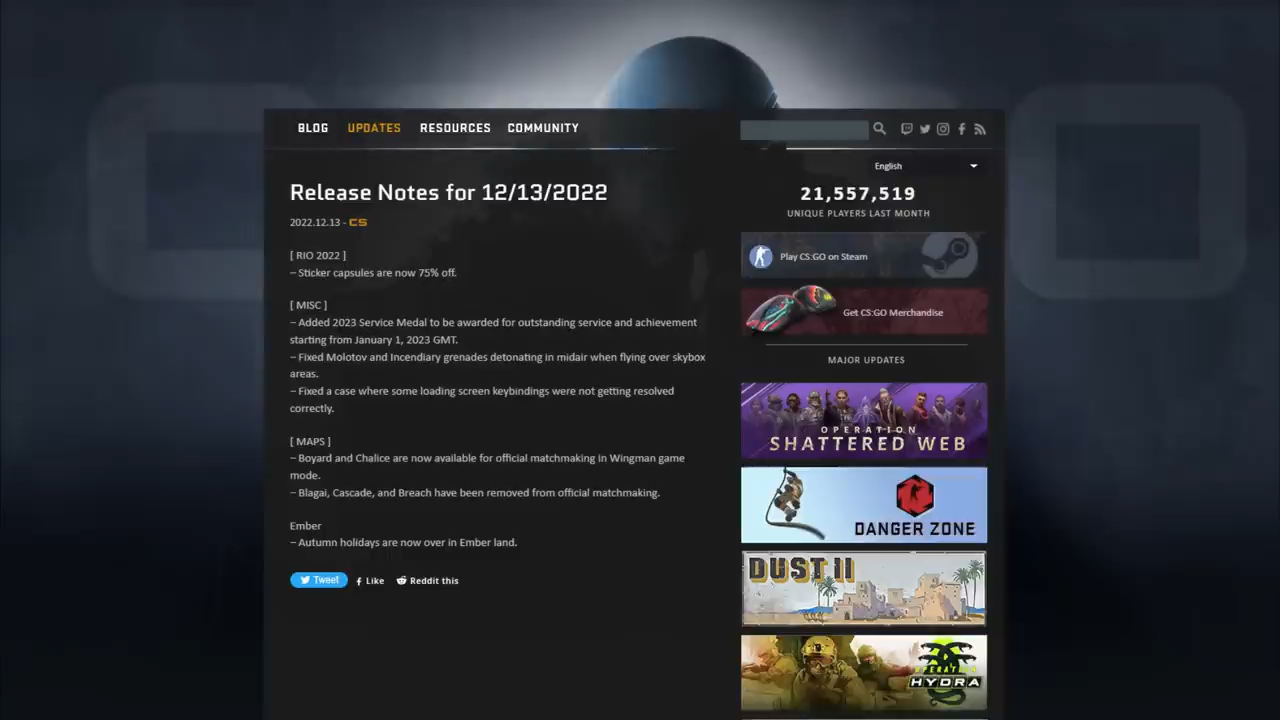 BLOG UPDATES RESOURCES COMMUNITY
English
Release Notes for 12/13/2022
2022.12.13 - CS
[ RIO 2022 ]
– Sticker capsules are now 75% off.
[ MISC ]
– Added 2023 Service Medal to be awarded for outstanding service and achievement
starting from January 1, 2023 GMT.
– Fixed Molotov and Incendiary grenades detonating in midair when flying over skybox
areas.
– Fixed a case where some loading screen keybindings were not getting resolved
correctly.
[ MAPS ]
– Boyard and Chalice are now available for official matchmaking in Wingman game
mode.
– Blagai, Cascade, and Breach have been removed from official matchmaking.
Ember
– Autumn holidays are now over in Ember land.
Tweet Like Reddit this
21,557,519
UNIQUE PLAYERS LAST MONTH
Play CS:GO on Steam
Get CS:GO Merchandise
MAJOR UPDATES
OPERATION
SHATTERED WEB
DANGER ZONE
DUST II
OPERATION
HYDRA